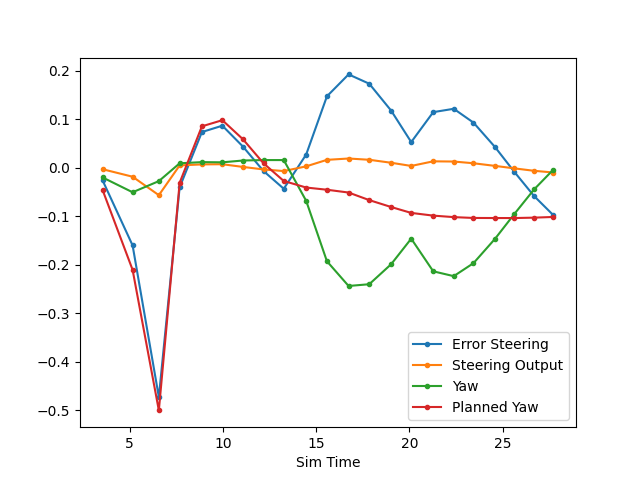 0.2
0.1
0.0
−0.1
−0.2
−0.3
−0.4
−0.5
Error Steering
Steering Output
Yaw
Planned Yaw
5 10 15 20 25
Sim Time